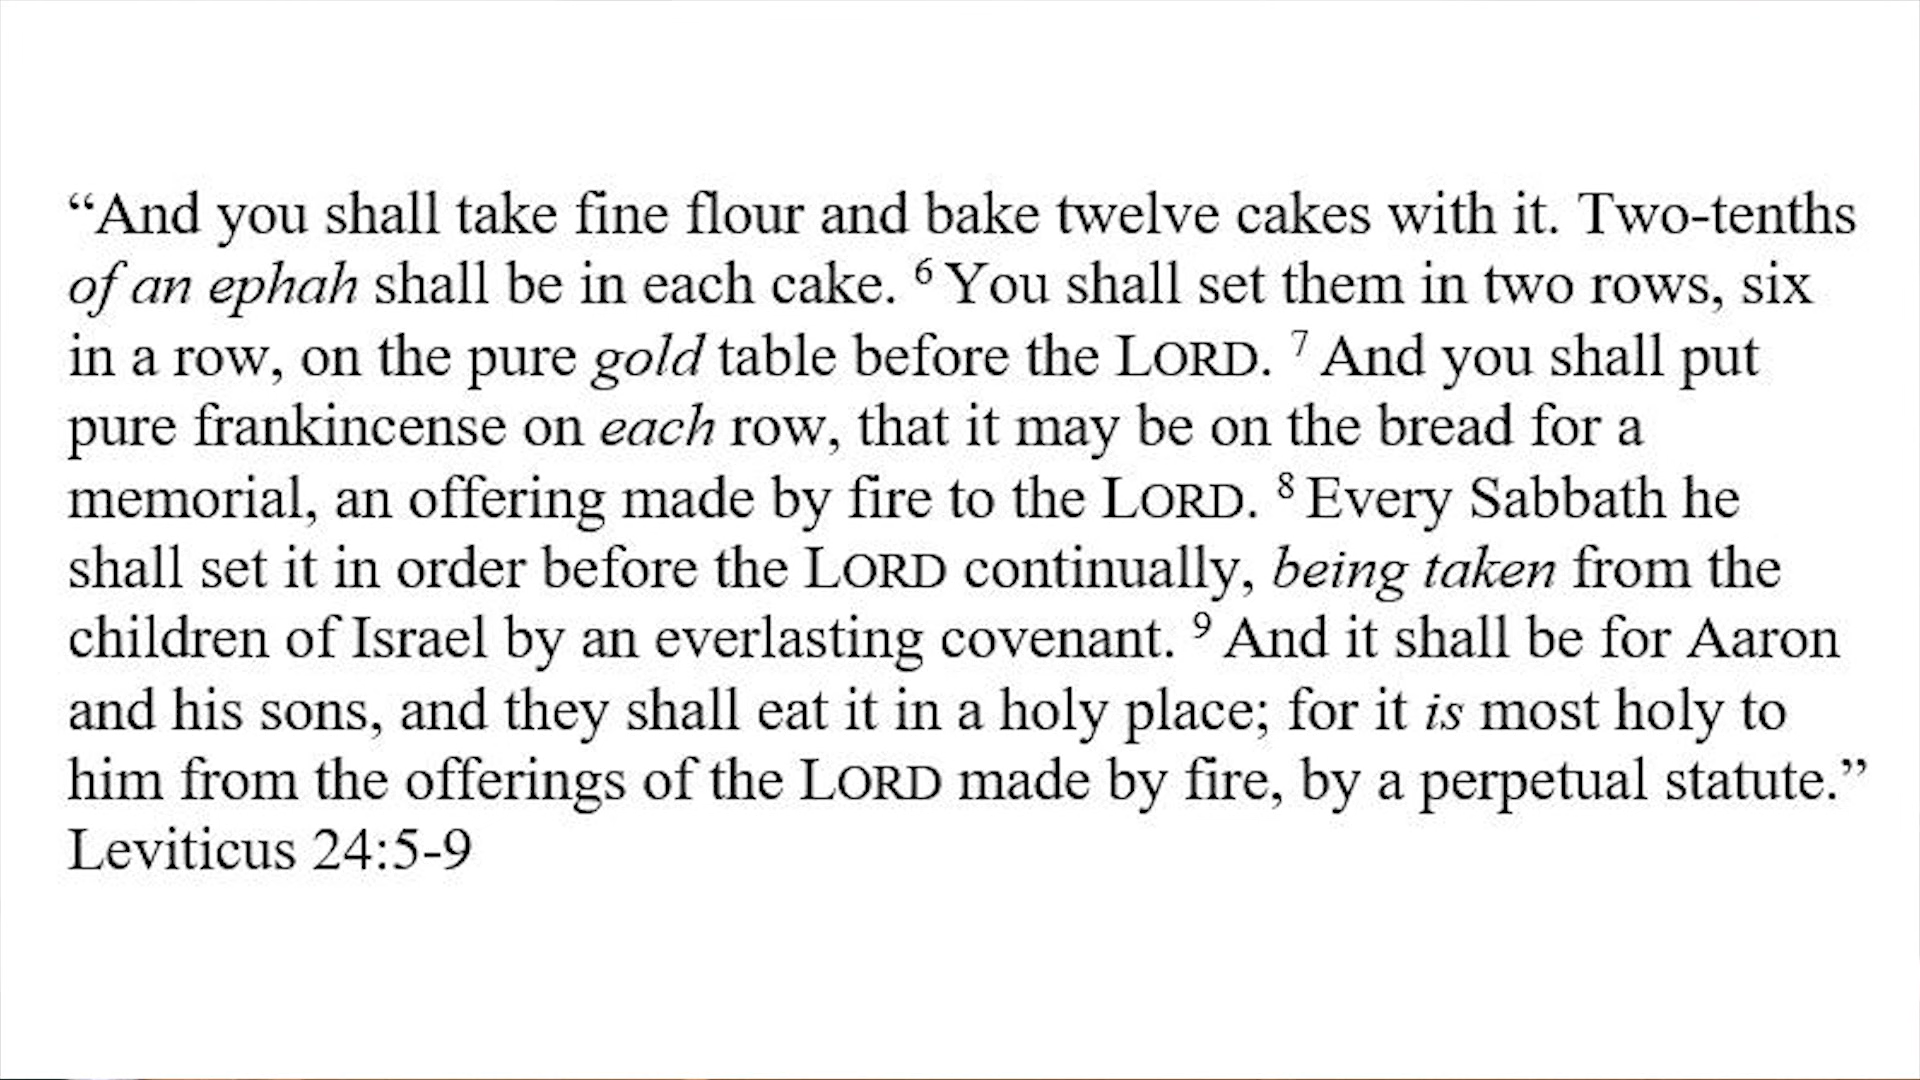 “And you shall take fine flour and bake twelve cakes with it. Two-tenths
of an ephah shall be in each cake. 6 You shall set them in two rows, six
in a row, on the pure gold table before the LORD. 7 And you shall put
pure frankincense on each row, that it may be on the bread for a
memorial, an offering made by fire to the LORD. 8 Every Sabbath he
shall set it in order before the LORD continually, being taken from the
children of Israel by an everlasting covenant. 9 And it shall be for Aaron
and his sons, and they shall eat it in a holy place; for it is most holy to
him from the offerings of the LORD made by fire, by a perpetual statute.”
Leviticus 24:5-9